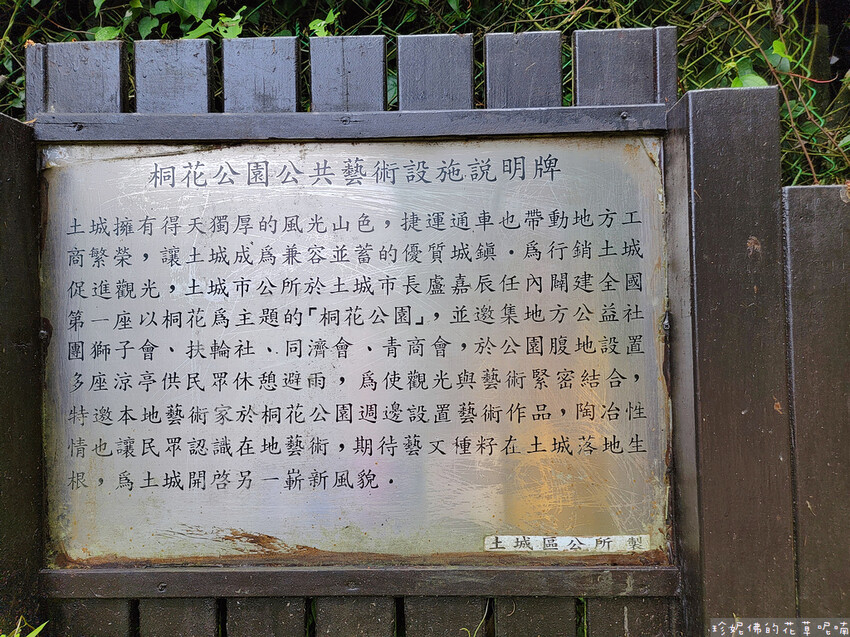 桐花公園公共藝術設施説明牌
土城擁有得天獨厚的風光山色，捷運通車也帶動地方工
商繁榮，讓土城成爲兼容並蓄的優質城鎭．爲行銷土城
促進觀光，土城市公所於土城市長盧嘉辰任內闢建全國
第一座以桐花爲主題的「桐花公園」，並邀集地方公益社
團獅子會、扶輪社、同濟會、青商會，於公園腹地設置
多座涼亭供民眾休憩避雨，爲使觀光與藝術緊密結合，
特邀本地藝術家於桐花公園週邊設置藝術作品，陶冶性
情也讓民眾認識在地藝術，期待藝文種籽在土城落地生
根，爲土城開啓另一嶄新風貌．
土城區公所 製
珍妮佛的花草呢喃